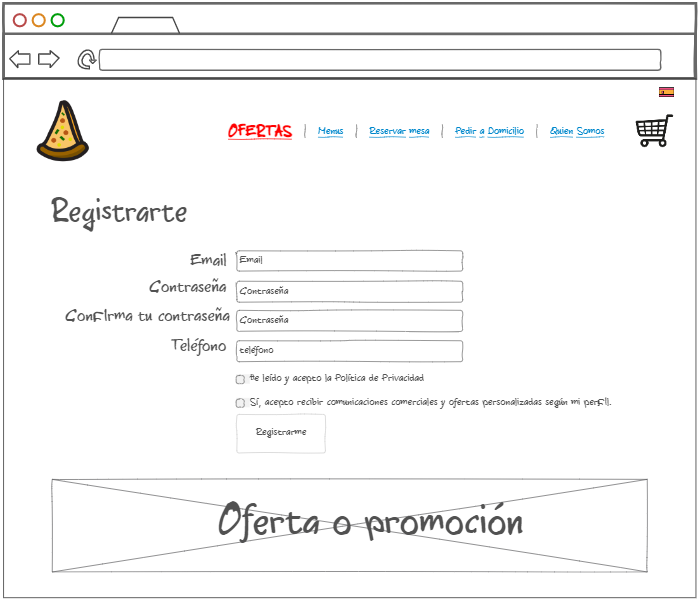 OFERTAS | Menus | Reservar mesa | Pedir a Domicilio | Quien Somos
Registrarte
Email Email
Contraseña Contraseña
Confirma tu contraseña Contraseña
Teléfono teléfono
He leído y acepto la Política de Privacidad
Sí, acepto recibir comunicaciones comerciales y ofertas personalizadas según mi perfil.
Registrarme
Oferta o promoción